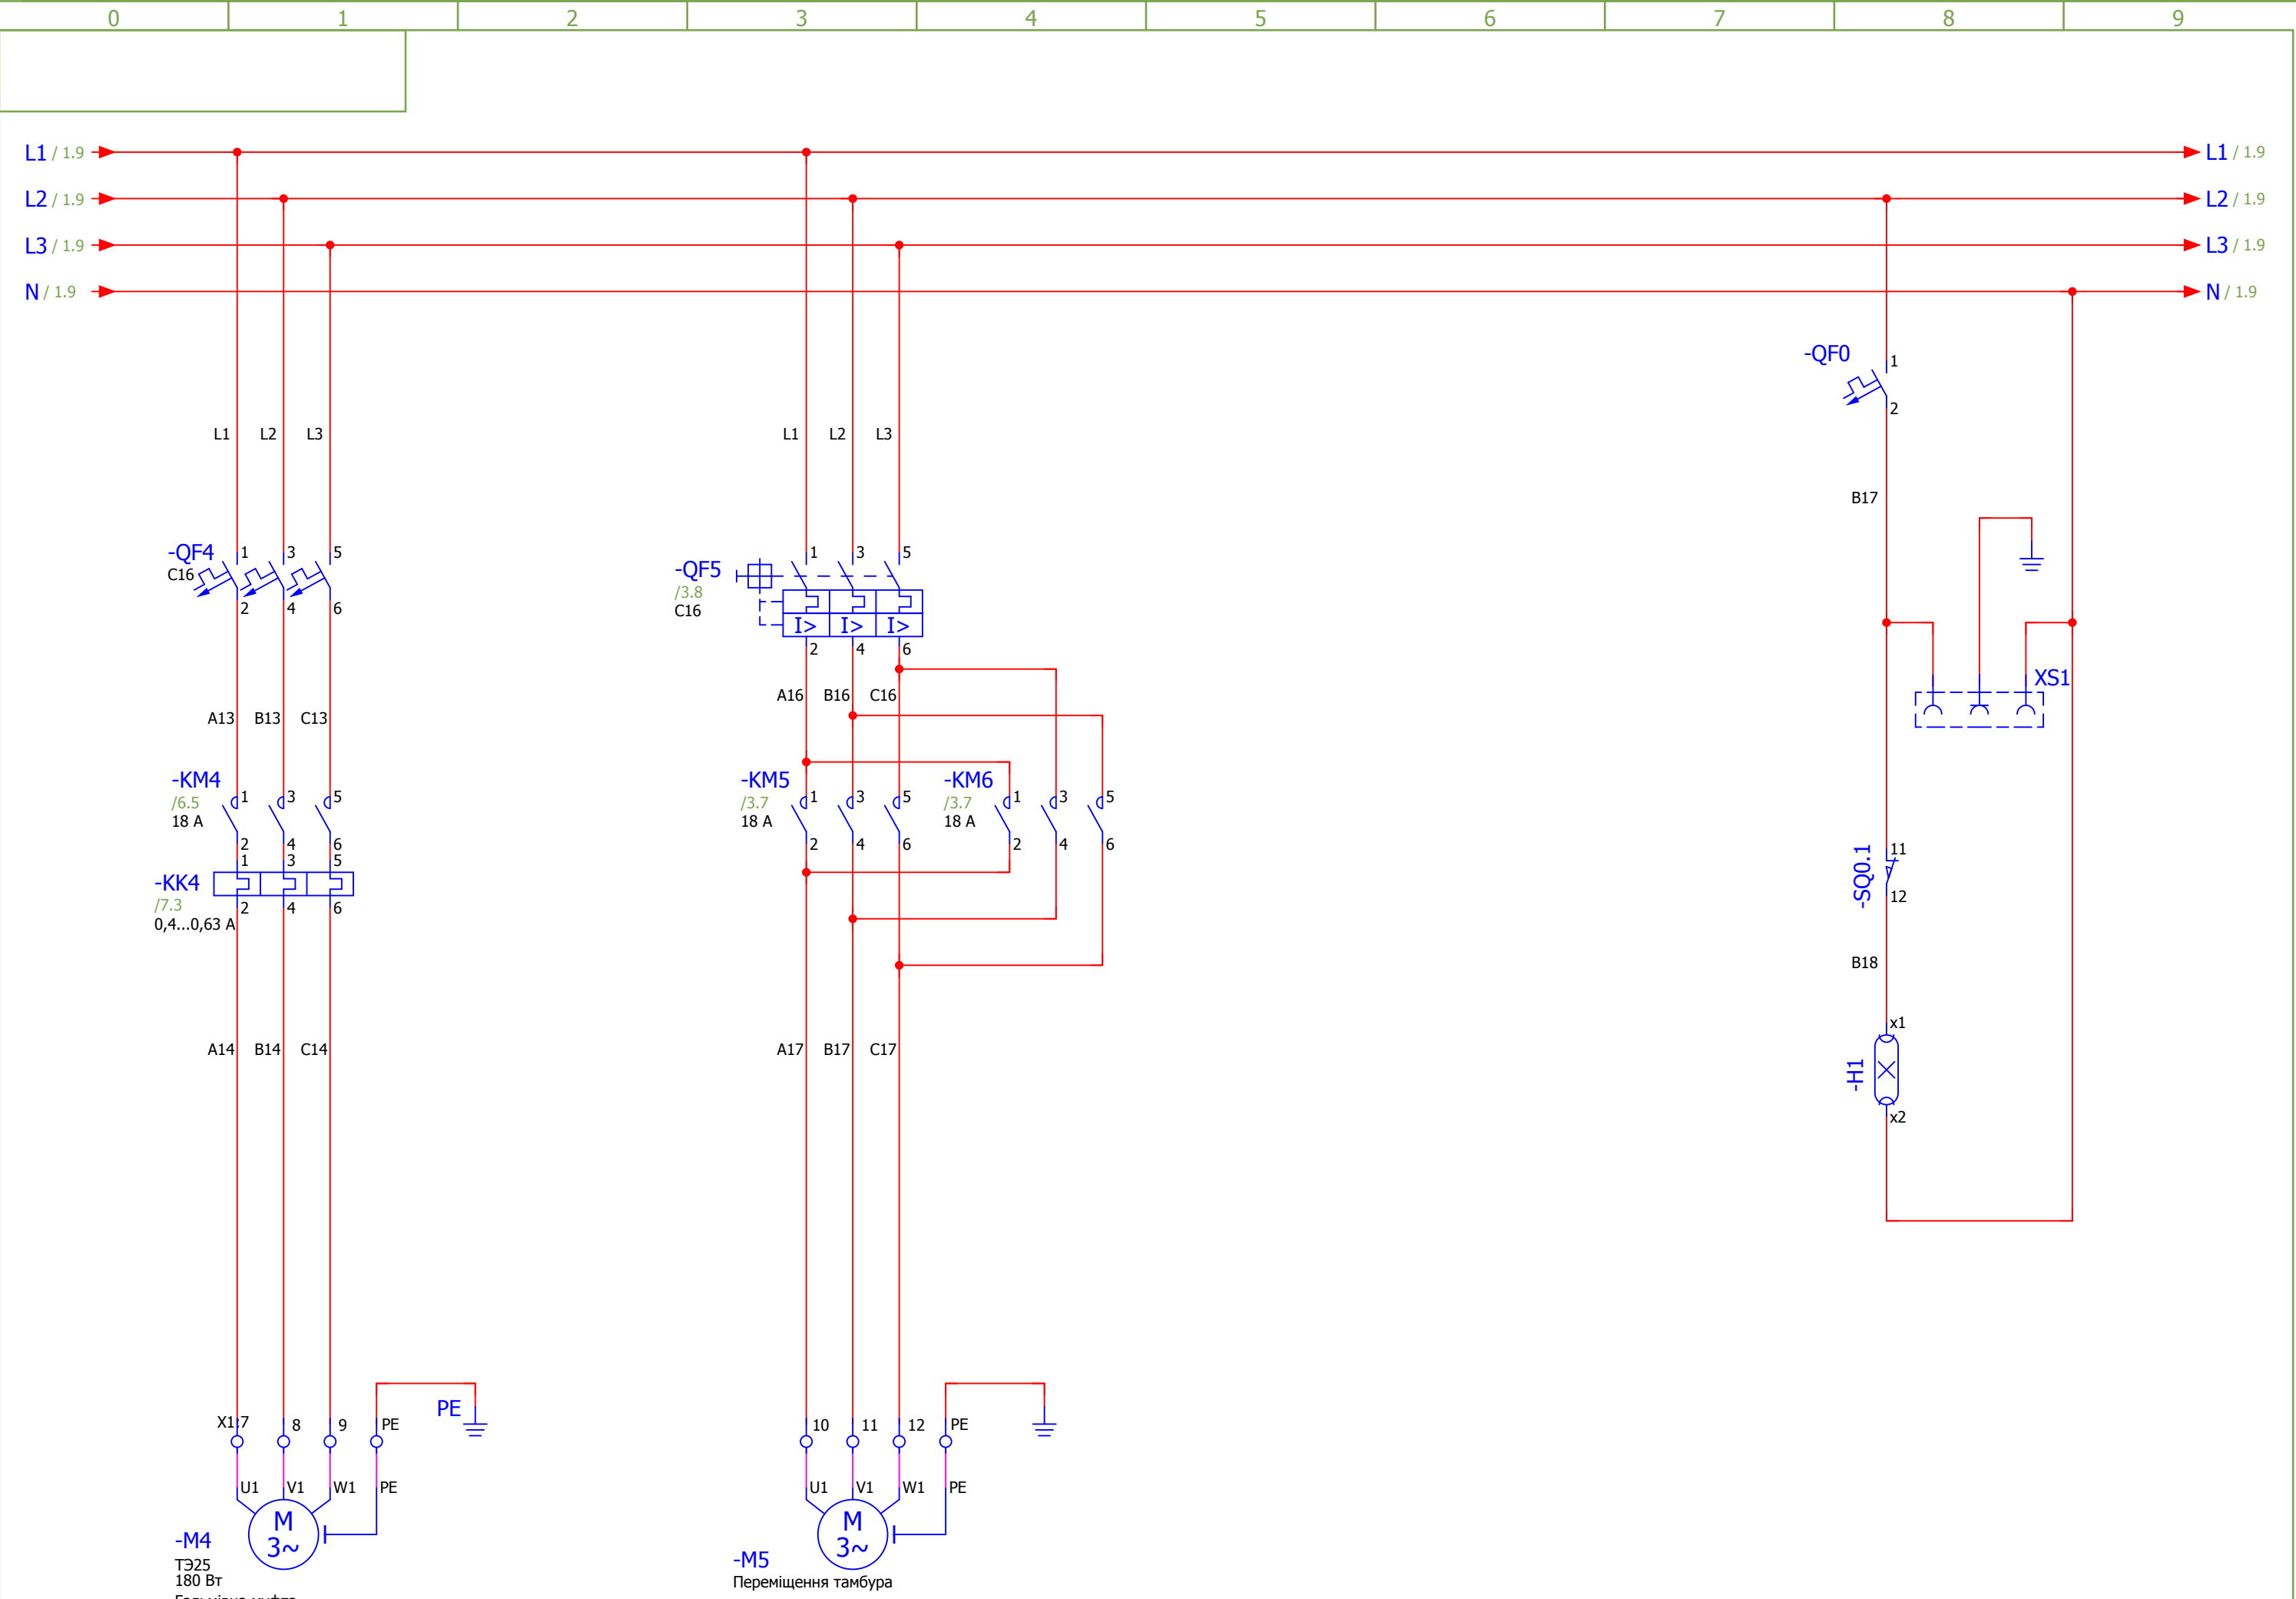 0 1 2 3 4 5 6 7 8 9
L1 / 1.9 L1 / 1.9
L2 / 1.9 L2 / 1.9
L3 / 1.9 L3 / 1.9
N / 1.9 N / 1.9
-QF0
1
2
L1 L2 L3
L1 L2 L3
B17
-QF4
C16
1 3 5
2 4 6
-QF5
/3.8
C16
1 3 5
I> I> I>
2 4 6
XS1
A13 B13 C13
A16 B16 C16
-KM4
/6.5
18 A
1 3 5
2 4 6
-KM5
/3.7
18 A
1 3 5
2 4 6
-KM6
/3.7
18 A
1 3 5
2 4 6
-KK4
/7.3
0,4...0,63 A
1 3 5
2 4 6
-SQ0.1
11
12
B18
A14 B14 C14
A17 B17 C17
-H1
x1
x2
X1:7 8 9 PE
PE
U1 V1 W1 PE
M
3~
-M4
ТЭ25
180 Вт
10 11 12 PE
U1 V1 W1 PE
M
3~
-M5
Переміщення тамбура